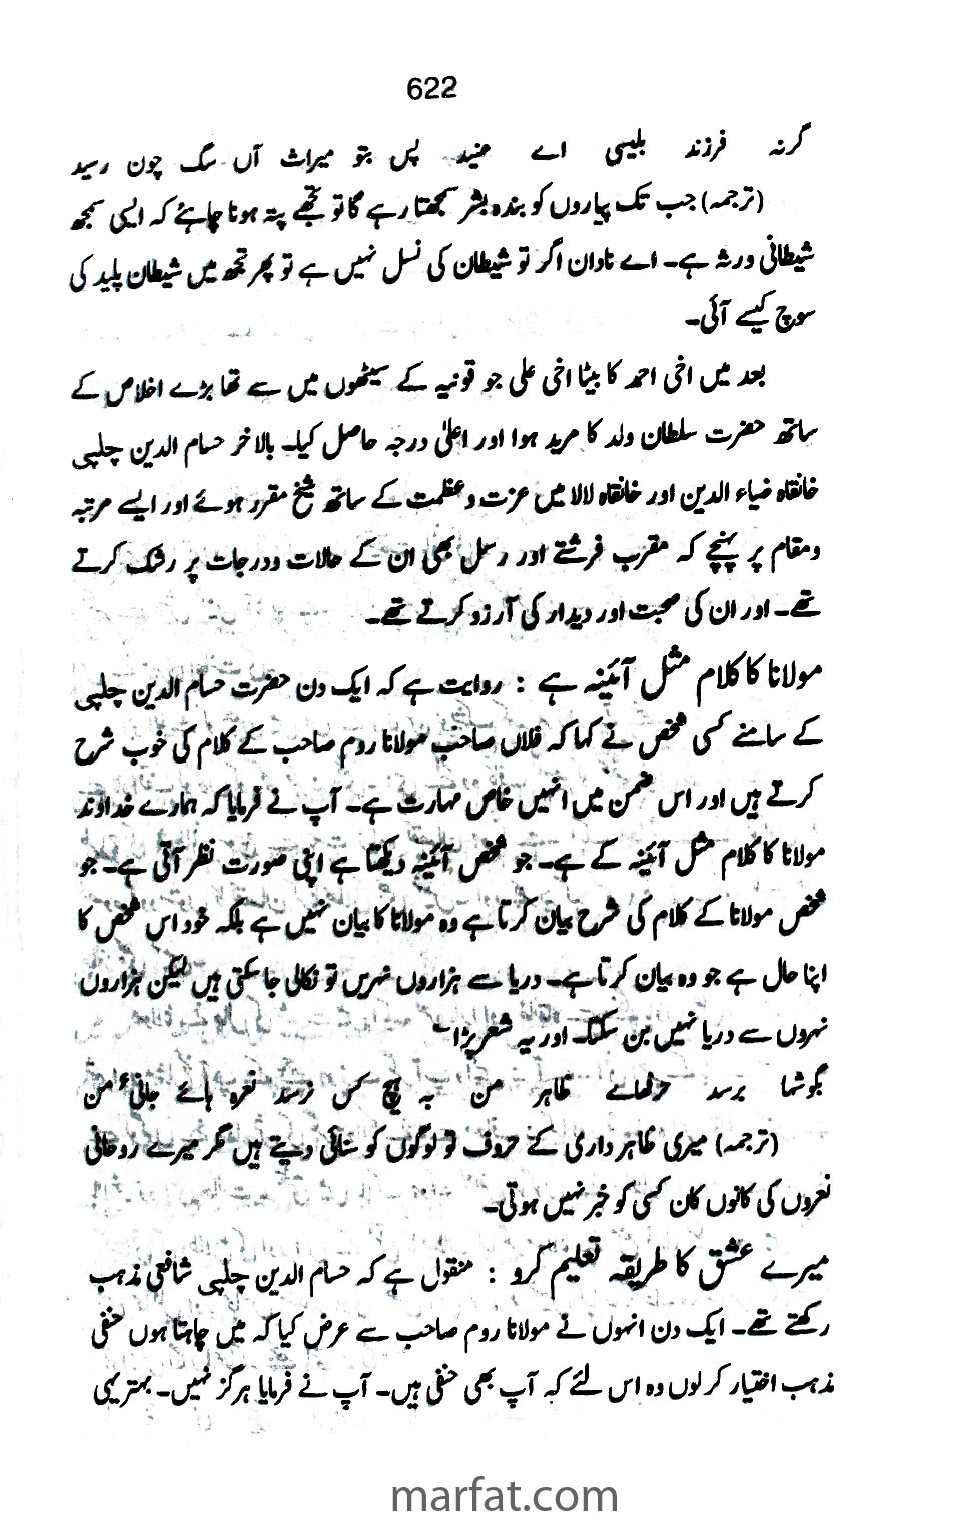 622
گرنہ فرزند بلیسی اے عنید پس بتو میراث آں سگ چون رسید
(ترجمہ) جب تک پیاروں کو بندہ بشر سمجھتا رہے گا تو تجھے پتہ ہونا چاہئے کہ ایسی سمجھ
شیطانی ورثہ ہے۔ اے نادان اگر تو شیطان کی نسل نہیں ہے تو پھر تجھ میں شیطان پلید کی
سوچ کیسے آئی۔
بعد میں اخی احمد کا بیٹا اخی علی جو قونیہ کے سیٹھوں میں سے تھا بڑے اخلاص کے
ساتھ حضرت سلطان ولد کا مرید ہوا اور اعلیٰ درجہ حاصل کیا۔ بالاخر حسام الدین چلپی
خانقاہ ضیاء الدین اور خانقاہ لالا میں عزت و عظمت کے ساتھ شیخ مقرر ہوئے اور ایسے مرتبہ
ومقام پر پہنچے کہ مقرب فرشتے اور رسل بھی ان کے حالات ودرجات پر رشک کرتے
تھے۔ اور ان کی محبت اور دیدار کی آرزو کرتے تھے۔
مولانا کا کلام مثل آئینہ ہے : روایت ہے کہ ایک دن حضرت حسام الدین چلپی
کے سامنے کسی شخص نے کہا کہ فلاں صاحب مولانا روم صاحب کے کلام کی خوب شرح
کرتے ہیں اور اس ضمن میں انہیں خاص مہارت ہے۔ آپ نے فرمایا کہ ہمارے خداوند
مولانا کا کلام مثل آئینہ کے ہے۔ جو شخص آئینہ دیکھتا ہے اپنی صورت نظر آتی ہے۔ جو
شخص مولانا کے کلام کی شرح بیان کرتا ہے وہ مولانا کا بیان نہیں ہے بلکہ خود اس شخص کا
اپنا حال ہے جو وہ بیان کرتا ہے۔ دریا سے ہزاروں نہریں تو نکالی جا سکتی ہیں لیکن ہزاروں
نہروں سے دریا نہیں بن سکتا۔ اور یہ شعر پڑا۔
بگوشہا برسد حرفہاے ظاہر من بہ ہیچ کس نرسد نعرہ ہائے جانیٔ من
(ترجمہ) میری ظاہر داری کے حروف تو لوگوں کو سنائی دیتے ہیں مگر میرے روحانی
نعروں کی کانوں کان کسی کو خبر نہیں ہوتی۔
میرے عشق کا طریقہ تعلیم کرو : منقول ہے کہ حسام الدین چلپی شافعی مذہب
رکھتے تھے۔ ایک دن انہوں نے مولانا روم صاحب سے عرض کیا کہ میں چاہتا ہوں حنفی
مذہب اختیار کر لوں وہ اس لئے کہ آپ بھی حنفی ہیں۔ آپ نے فرمایا ہرگز نہیں۔ بہتر یہی
marfat.com